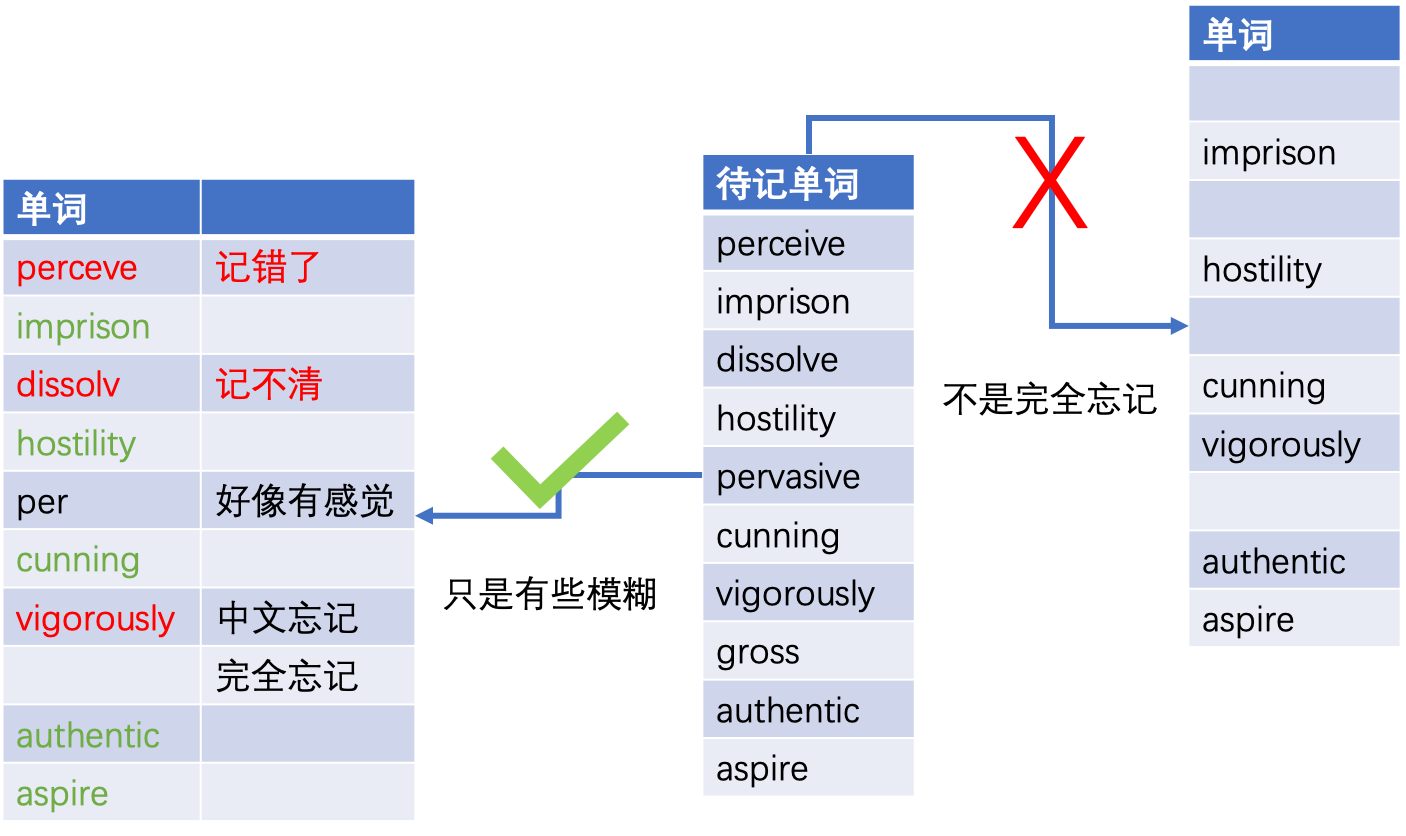 单词
perceve 记错了
imprison
dissolv 记不清
hostility
per 好像有感觉
cunning
vigorously 中文忘记
完全忘记
authentic
aspire
只是有些模糊
待记单词
perceive
imprison
dissolve
hostility
pervasive
cunning
vigorously
gross
authentic
aspire
X
不是完全忘记
单词
imprison
hostility
cunning
vigorously
authentic
aspire